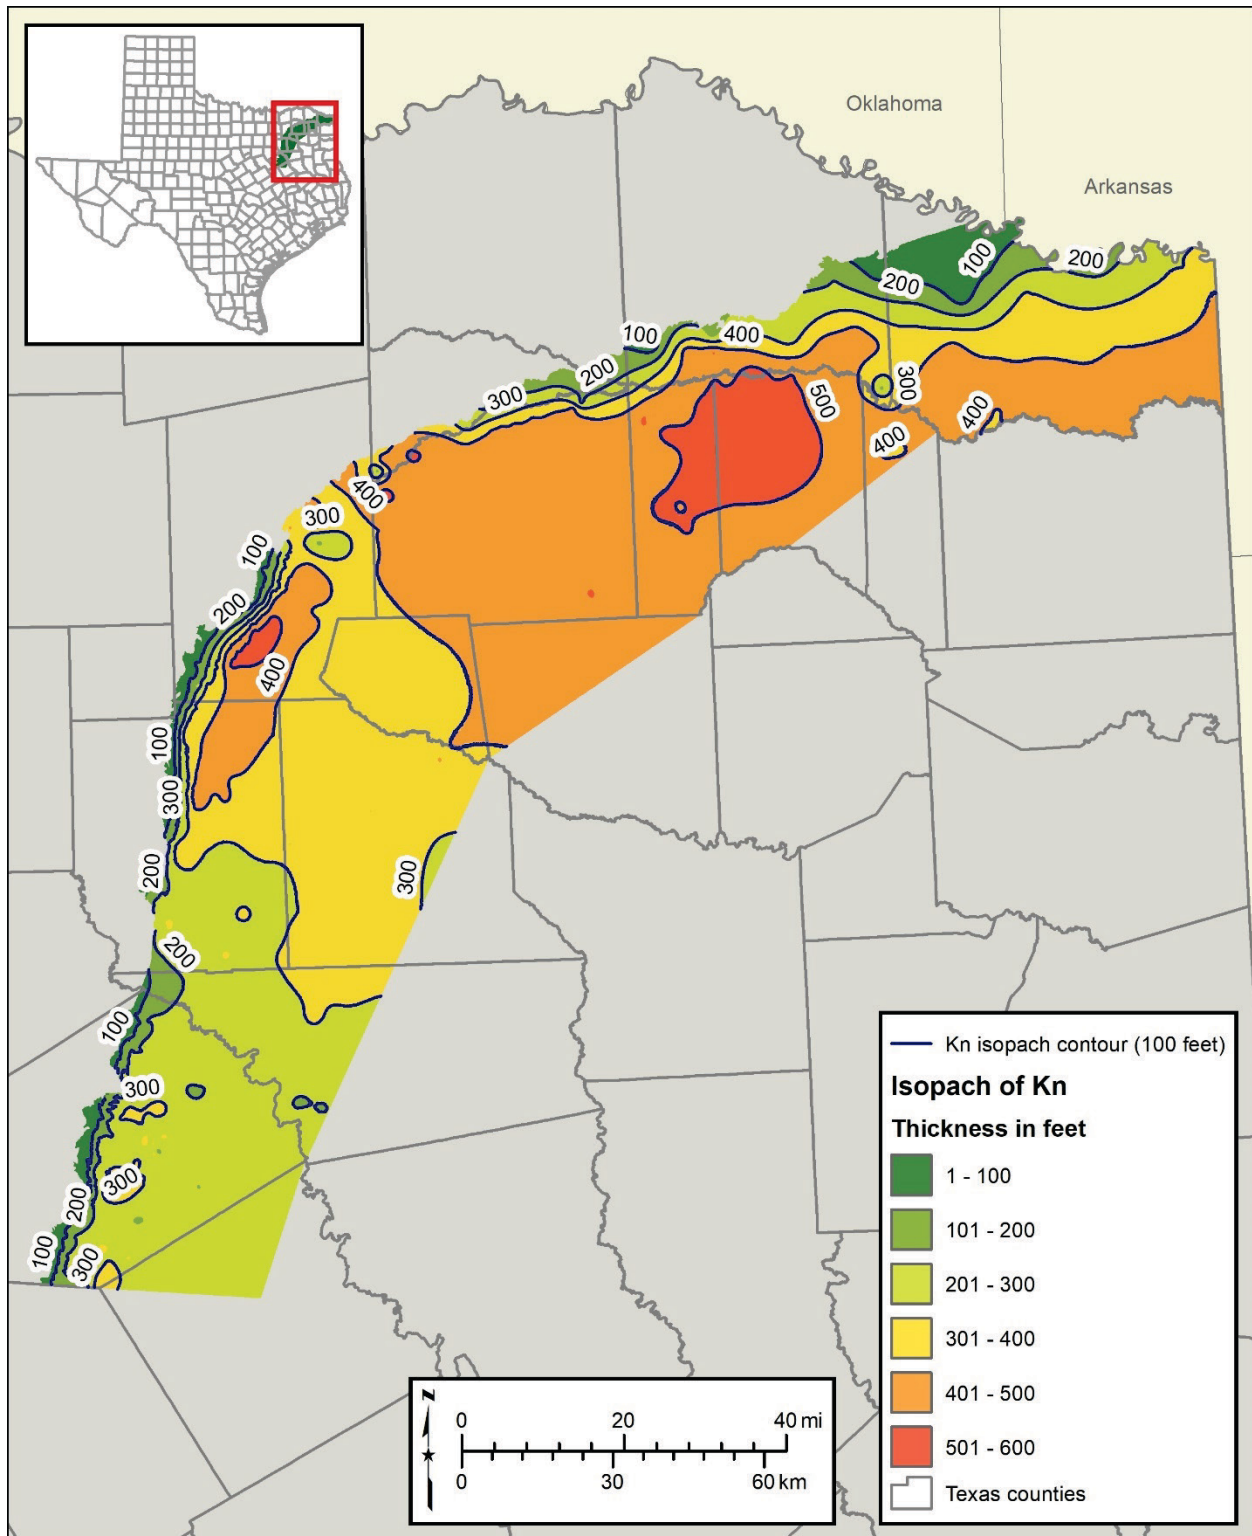 Oklahoma
Arkansas
100
200
200
100
400
200
300
300
500
400
400
400
300
100
200
400
100
300
200
300
200
100
300
300
200
100
300
Kn isopach contour (100 feet)
Isopach of Kn
Thickness in feet
1 - 100
101 - 200
201 - 300
301 - 400
401 - 500
501 - 600
Texas counties
N
0 20 40 mi
0 30 60 km